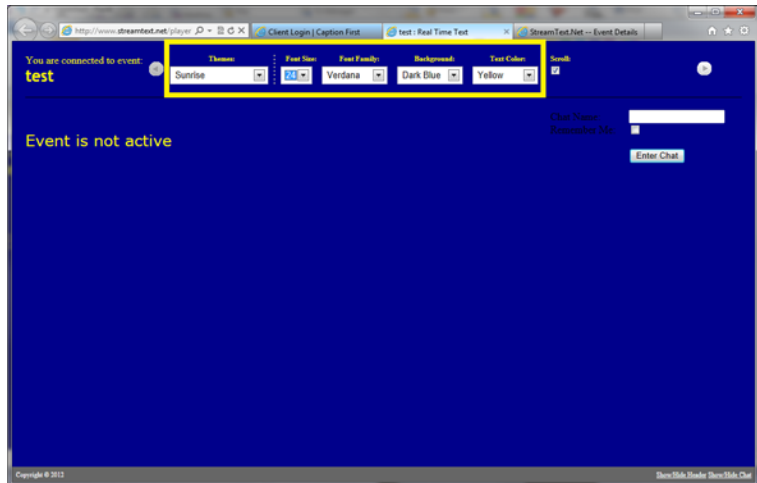 http://www.streamtext.net/player
Client Login | Caption First
test : Real Time Text
StreamText.Net -- Event Details
You are connected to event:
test
Themes:
Font Size:
Font Family:
Background:
Text Color:
Scroll:
Sunrise
24
Verdana
Dark Blue
Yellow
Chat Name:
Remember Me:
Event is not active
Enter Chat
Copyright © 2012
Show/Hide Header Show/Hide Chat